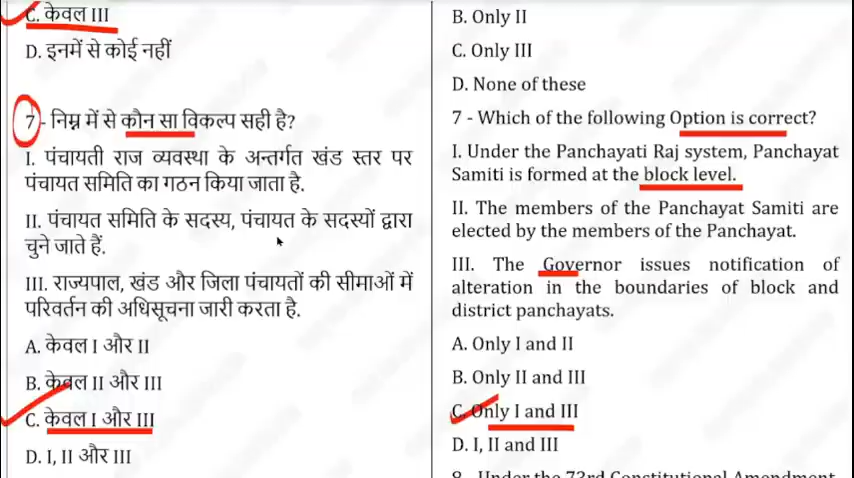 C. केवल III
D. इनमें से कोई नहीं
7 - निम्न में से कौन सा विकल्प सही है?
I. पंचायती राज व्यवस्था के अन्तर्गत खंड स्तर पर
पंचायत समिति का गठन किया जाता है.
II. पंचायत समिति के सदस्य, पंचायत के सदस्यों द्वारा
चुने जाते हैं.
III. राज्यपाल, खंड और जिला पंचायतों की सीमाओं में
परिवर्तन की अधिसूचना जारी करता है.
A. केवल I और II
B. केवल II और III
C. केवल I और III
D. I, II और III
B. Only II
C. Only III
D. None of these
7 - Which of the following Option is correct?
I. Under the Panchayati Raj system, Panchayat
Samiti is formed at the block level.
II. The members of the Panchayat Samiti are
elected by the members of the Panchayat.
III. The Governor issues notification of
alteration in the boundaries of block and
district panchayats.
A. Only I and II
B. Only II and III
C. Only I and III
D. I, II and III
8 - Under the 73rd Constitutional Amendment